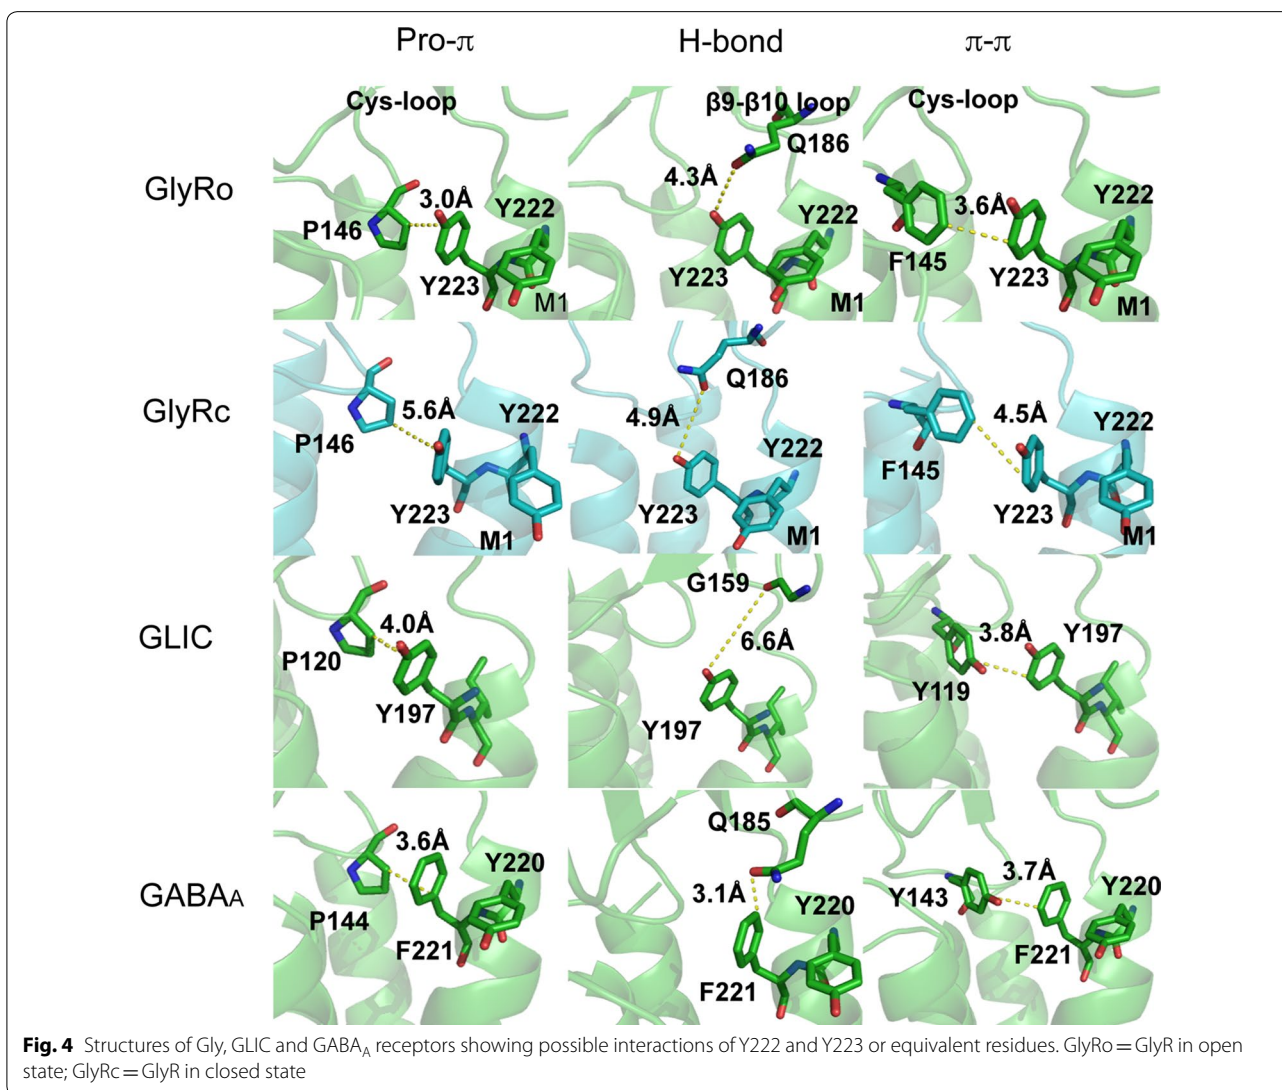 Pro-π H-bond π-π
Cys-loop
3.0Å
P146
Y222
Y223
M1
β9-β10 loop
Q186
4.3Å
Y222
Y223
M1
Cys-loop
3.6Å
Y222
F145
Y223
M1
GlyRo
GlyRc
5.6Å
Y222
P146
Y223
M1
Q186
4.9Å
Y222
Y223
M1
4.5Å
Y222
F145
Y223
M1
GLIC
4.0Å
P120
Y197
G159
6.6Å
Y197
3.8Å
Y197
Y119
GABAA
3.6Å
Y220
P144
F221
Q185
3.1Å
Y220
F221
3.7Å
Y143
Y220
F221
Fig. 4 Structures of Gly, GLIC and GABAA receptors showing possible interactions of Y222 and Y223 or equivalent residues. GlyRo = GlyR in open
state; GlyRc = GlyR in closed state